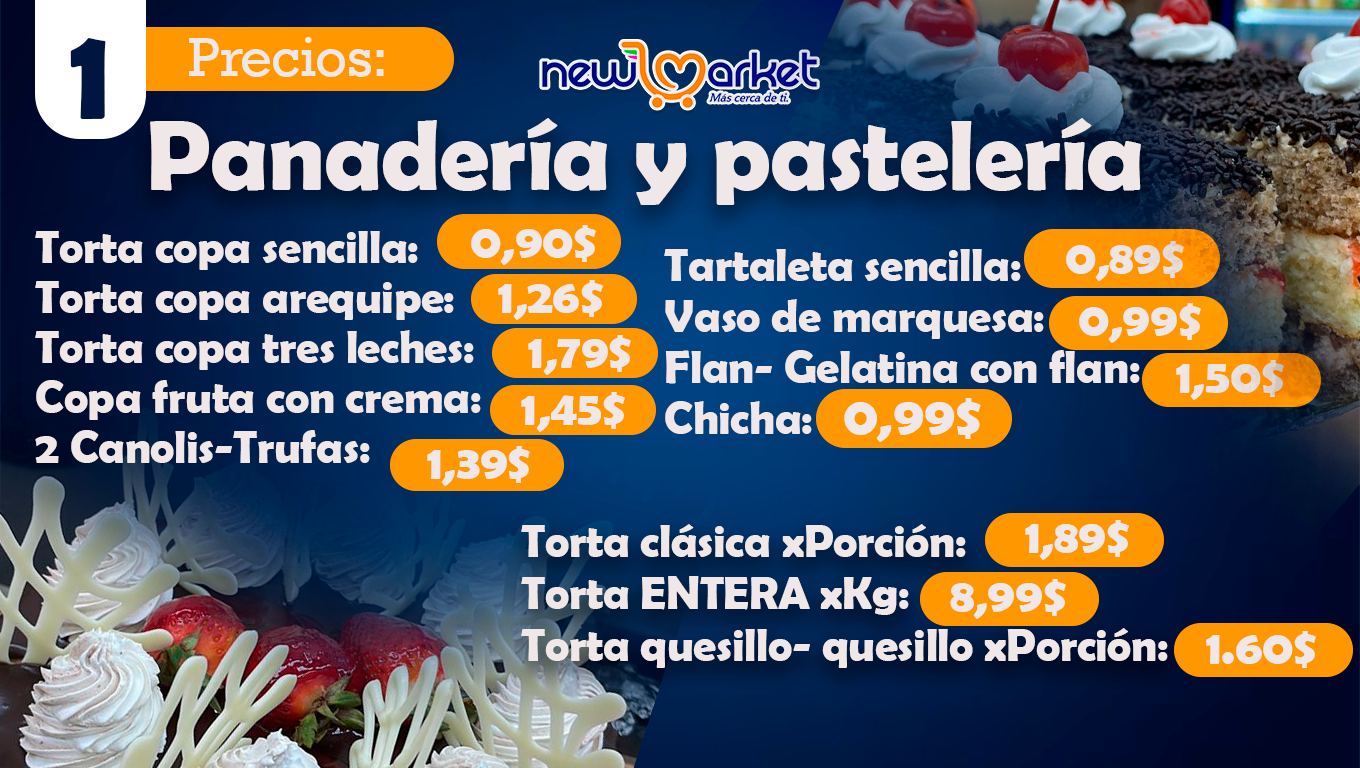 1
Precios:
new market
Más cerca de ti.
Panadería y pastelería
Torta copa sencilla: 0,90$
Torta copa arequipe: 1,26$
Torta copa tres leches: 1,79$
Copa fruta con crema: 1,45$
2 Canolis-Trufas: 1,39$
Tartaleta sencilla: 0,89$
Vaso de marquesa: 0,99$
Flan- Gelatina con flan: 1,50$
Chicha: 0,99$
Torta clásica xPorción: 1,89$
Torta ENTERA xKg: 8,99$
Torta quesillo- quesillo xPorción: 1.60$